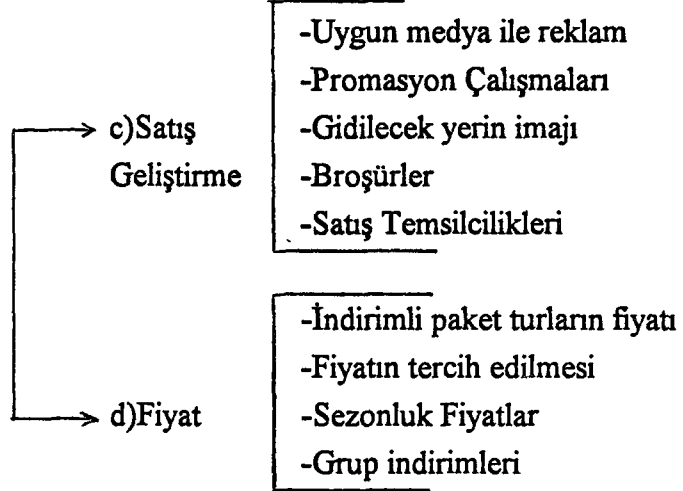 -Uygun medya ile reklam
-Promasyon Çalışmaları
c)Satış
Geliştirme
-Gidilecek yerin imajı
-Broşürler
-Satış Temsilcilikleri
-İndirimli paket turların fiyatı
-Fiyatın tercih edilmesi
d)Fiyat
-Sezonluk Fiyatlar
-Grup indirimleri